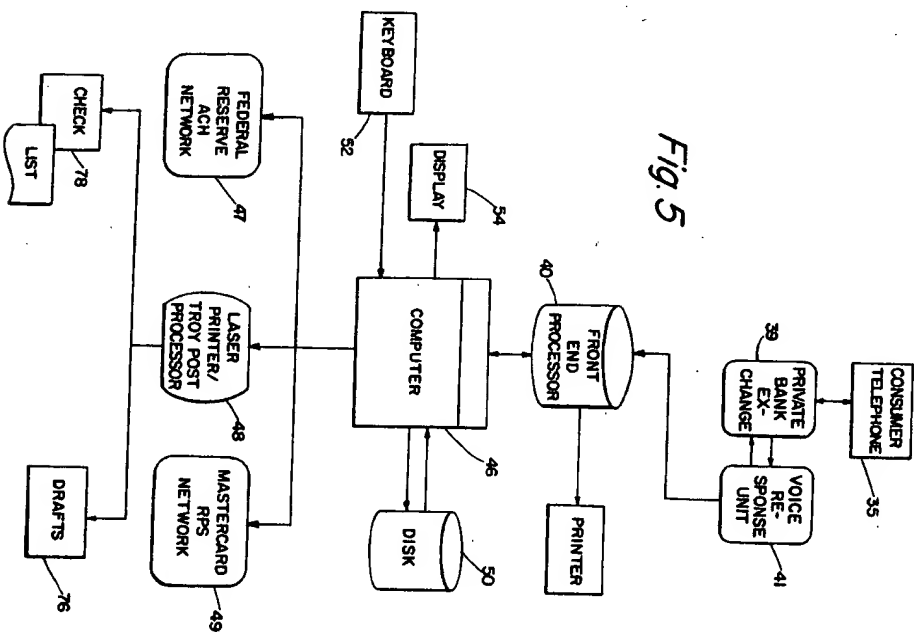 Fig. 5
CONSUMER
TELEPHONE
35
PRIVATE
BANK
EX-
CHANGE
39
VOICE
RE-
SPONSE
UNIT
41
FRONT
END
PROCESSOR
40
PRINTER
COMPUTER
46
DISK
50
DISPLAY
54
KEYBOARD
52
FEDERAL
RESERVE
ACH
NETWORK
47
LASER
PRINTER/
TROY POST
PROCESSOR
48
MASTERCARD
RPS
NETWORK
49
CHECK
78
LIST
DRAFTS
76